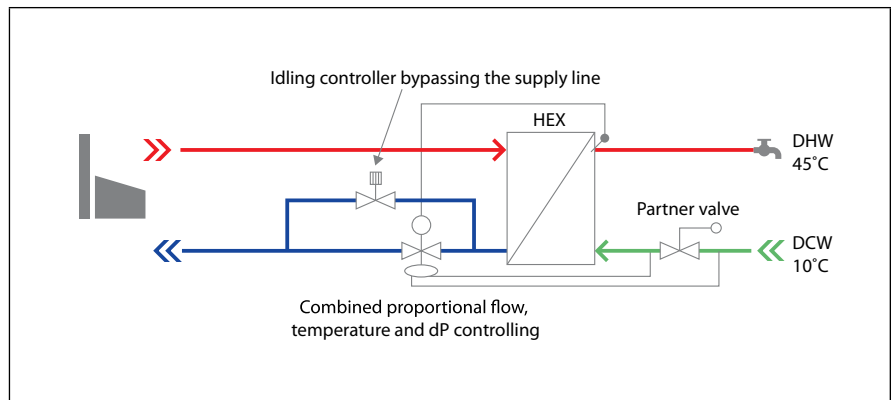 Idling controller bypassing the supply line
HEX
DHW
45˚C
Partner valve
DCW
10˚C
Combined proportional flow,
temperature and dP controlling